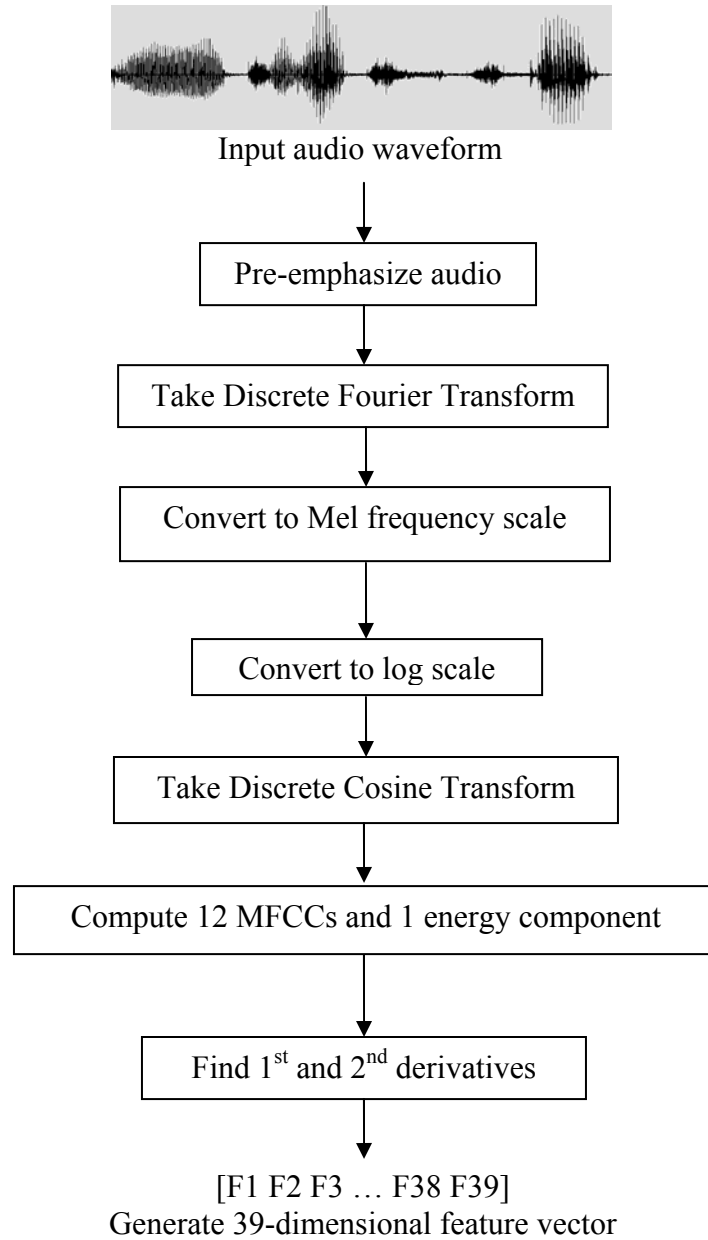 Input audio waveform
Pre-emphasize audio
Take Discrete Fourier Transform
Convert to Mel frequency scale
Convert to log scale
Take Discrete Cosine Transform
Compute 12 MFCCs and 1 energy component
Find 1st and 2nd derivatives
[F1 F2 F3 … F38 F39]
Generate 39-dimensional feature vector